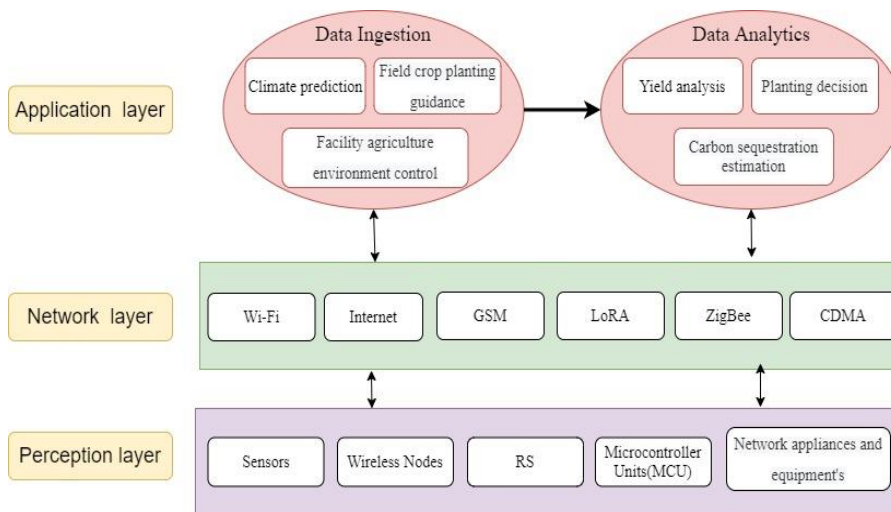 Data Ingestion
Data Analytics
Application layer
Climate prediction
Field crop planting
guidance
Facility agriculture
environment control
Yield analysis
Planting decision
Carbon sequestration
estimation
Network layer
Wi-Fi
Internet
GSM
LoRA
ZigBee
CDMA
Perception layer
Sensors
Wireless Nodes
RS
Microcontroller
Units(MCU)
Network appliances and
equipment's